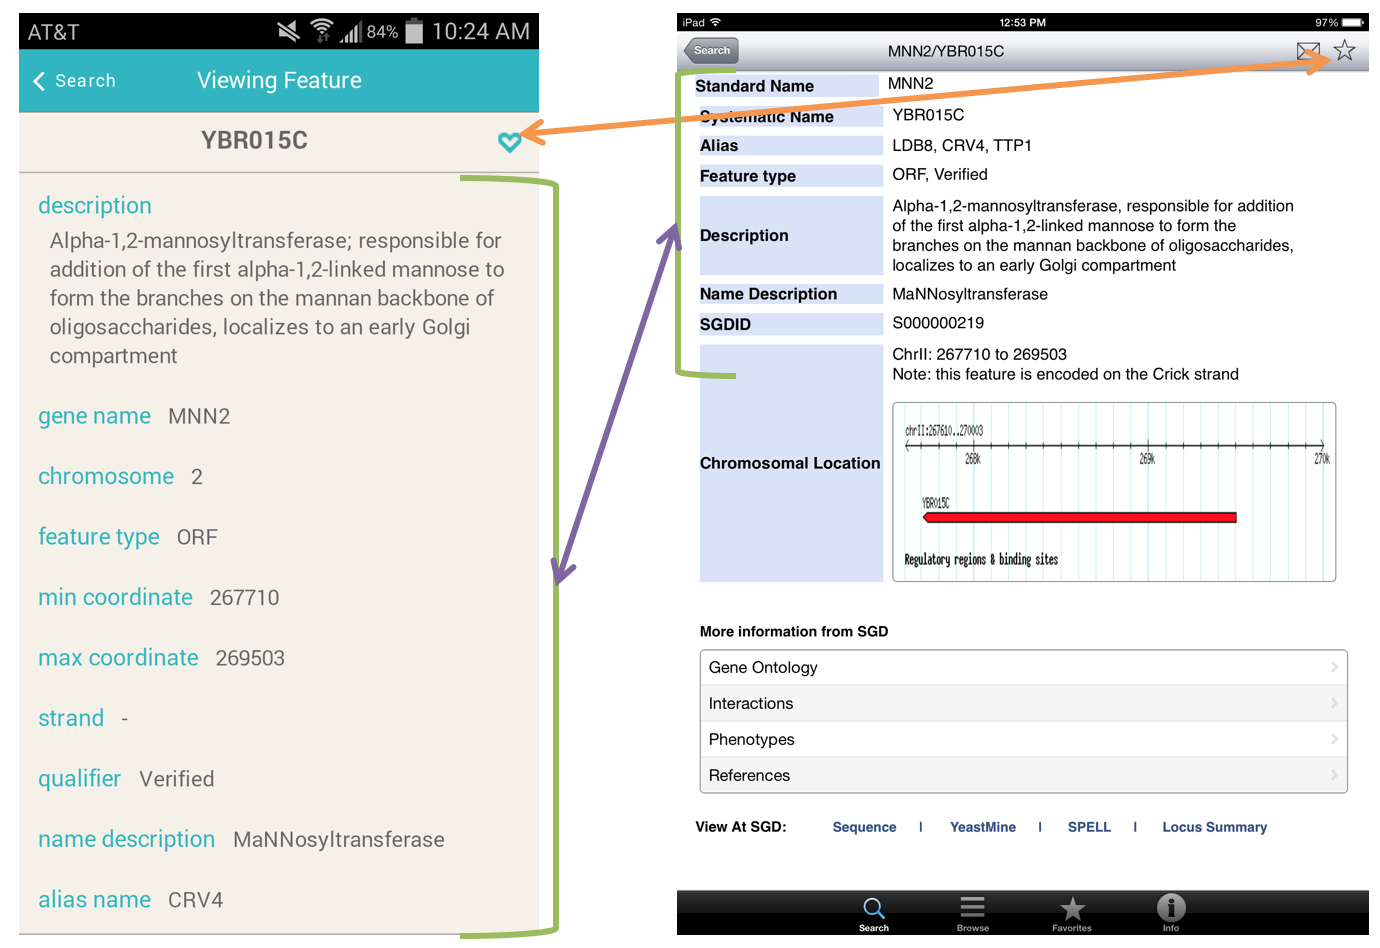 AT&T 84% 10:24 AM
Search Viewing Feature
YBR015C
description
Alpha-1,2-mannosyltransferase; responsible for
addition of the first alpha-1,2-linked mannose to
form the branches on the mannan backbone of
oligosaccharides, localizes to an early Golgi
compartment
gene name MNN2
chromosome 2
feature type ORF
min coordinate 267710
max coordinate 269503
strand -
qualifier Verified
name description MaNNosyltransferase
alias name CRV4
iPad 12:53 PM 97%
Search MNN2/YBR015C
Standard Name MNN2
Systematic Name YBR015C
Alias LDB8, CRV4, TTP1
Feature type ORF, Verified
Description
Alpha-1,2-mannosyltransferase, responsible for addition
of the first alpha-1,2-linked mannose to form the
branches on the mannan backbone of oligosaccharides,
localizes to an early Golgi compartment
Name Description MaNNosyltransferase
SGDID S000000219
Chromosomal Location
ChrII: 267710 to 269503
Note: this feature is encoded on the Crick strand
chrII:267610..270003
268k 269k 270k
YBR015C
Regulatory regions & binding sites
More information from SGD
Gene Ontology
Interactions
Phenotypes
References
View At SGD: Sequence | YeastMine | SPELL | Locus Summary
Search Browse Favorites Info